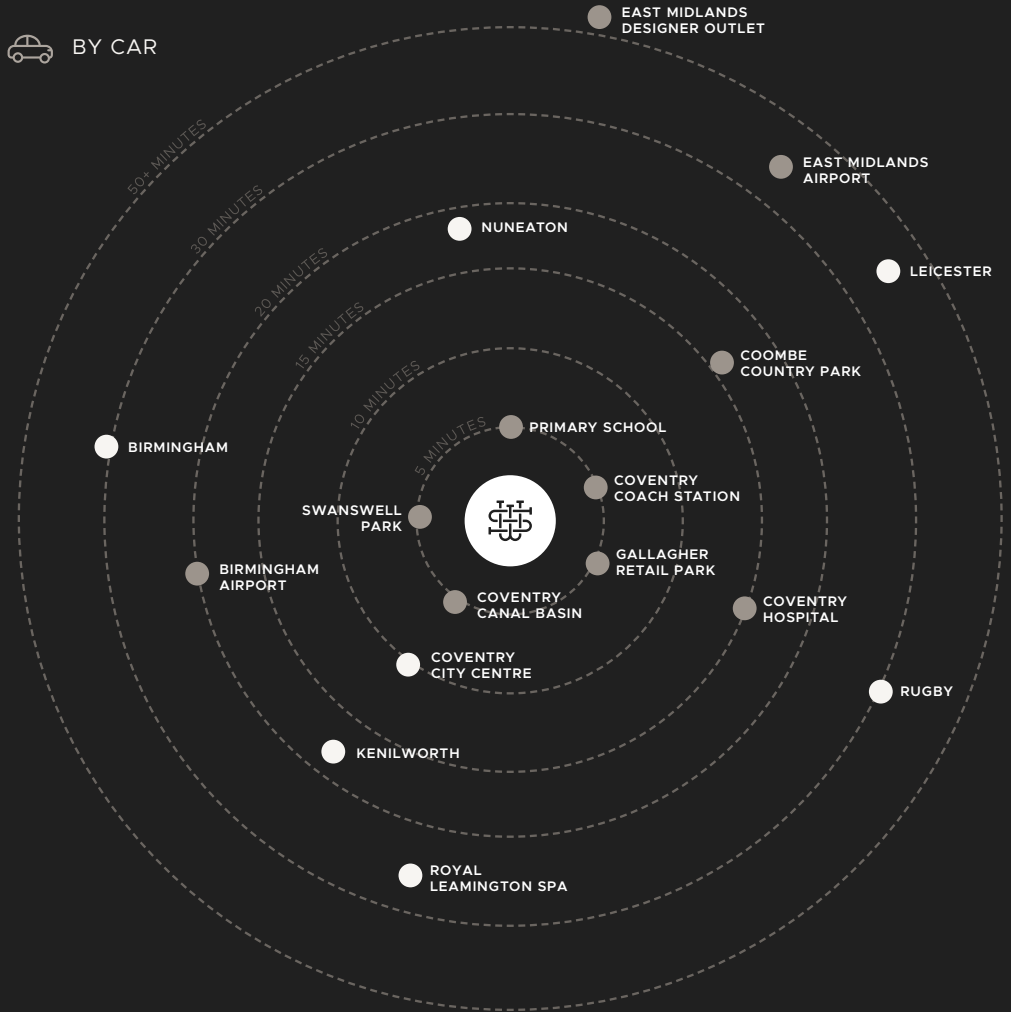 EAST MIDLANDS
DESIGNER OUTLET
BY CAR
50+ MINUTES
EAST MIDLANDS
AIRPORT
30 MINUTES
NUNEATON
20 MINUTES
LEICESTER
15 MINUTES
COOMBE
COUNTRY PARK
10 MINUTES
5 MINUTES
PRIMARY SCHOOL
BIRMINGHAM
COVENTRY
COACH STATION
SWANSWELL
PARK
GALLAGHER
RETAIL PARK
BIRMINGHAM
AIRPORT
COVENTRY
CANAL BASIN
COVENTRY
HOSPITAL
COVENTRY
CITY CENTRE
RUGBY
KENILWORTH
ROYAL
LEAMINGTON SPA